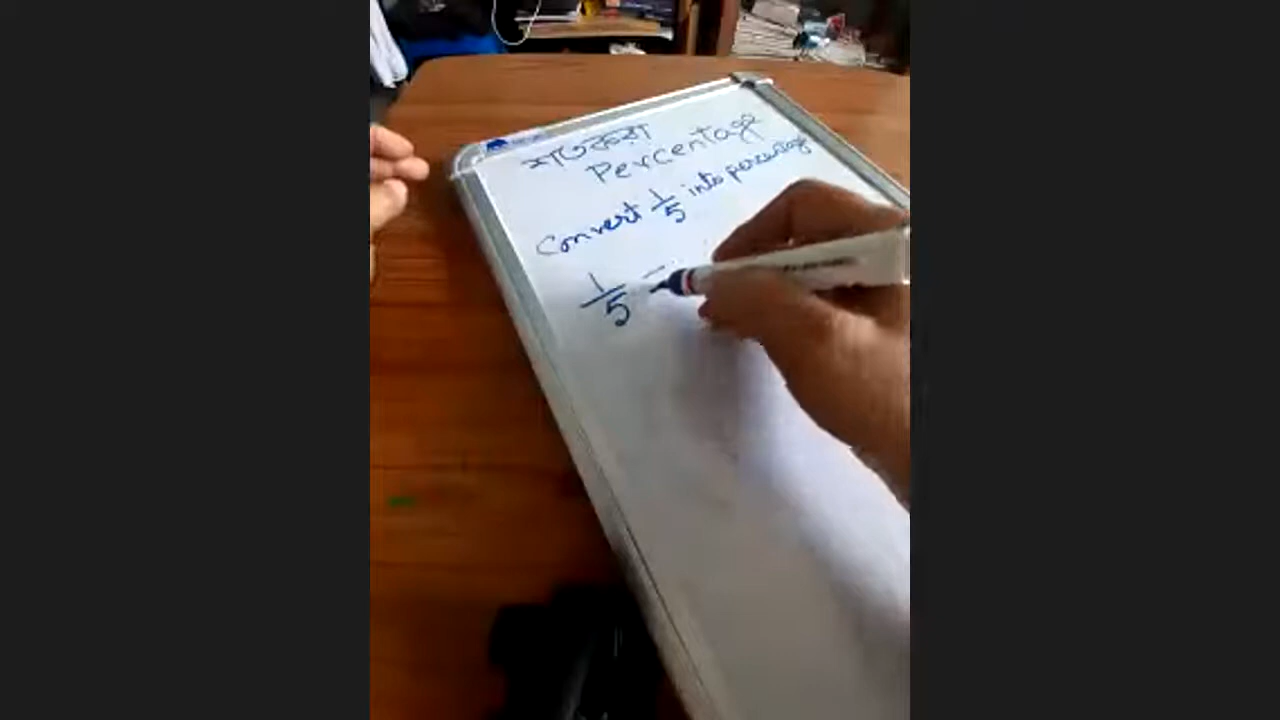 শতকরা
Percentage
Convert 1/5 into percentage
1/5 =